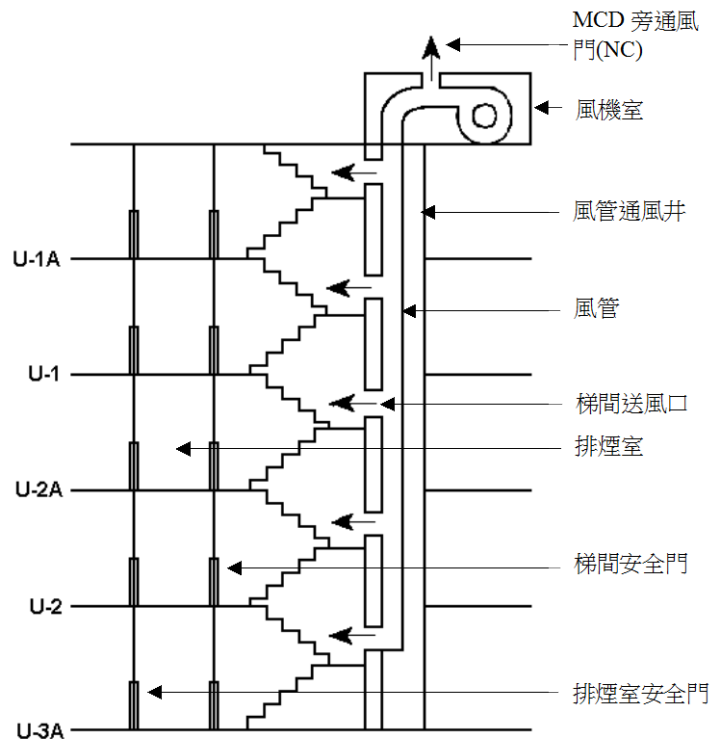 MCD 旁通風
門(NC)
風機室
風管通風井
U-1A
風管
U-1
梯間送風口
排煙室
U-2A
梯間安全門
U-2
排煙室安全門
U-3A